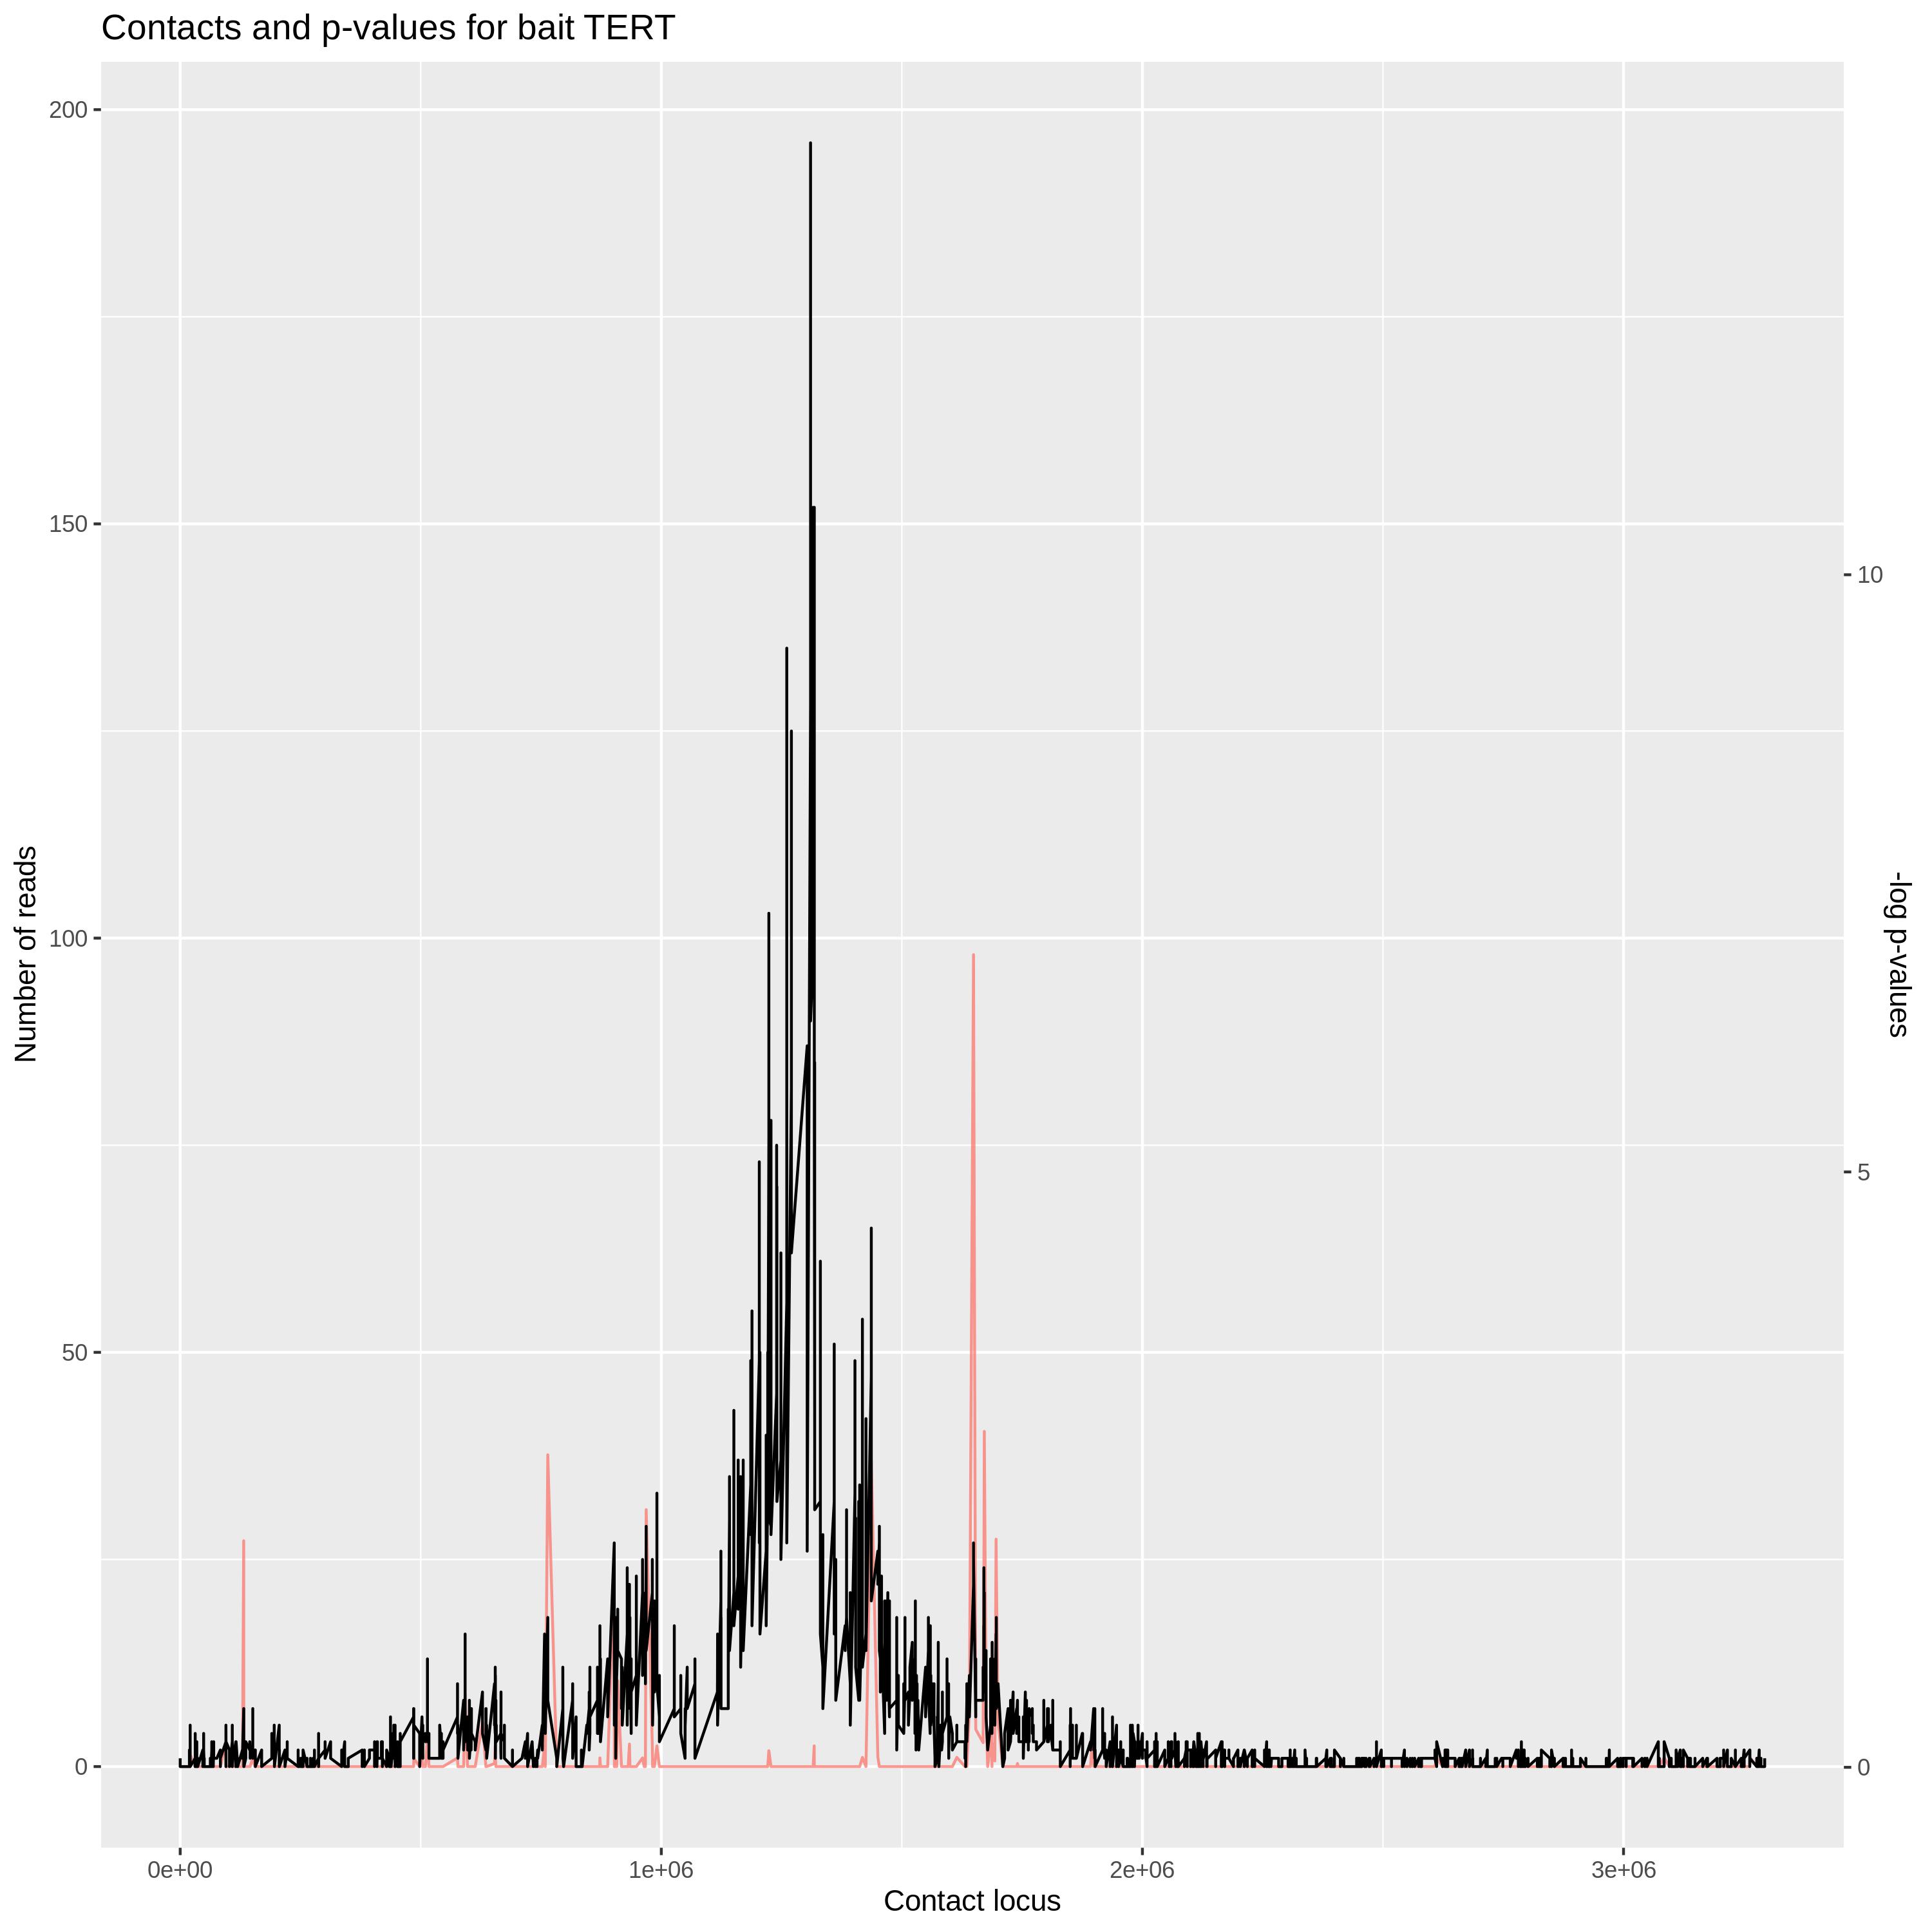 Contacts and p-values for bait TERT
200
150
100
50
0
Number of reads
10
5
0
-log p-values
0e+00
1e+06
2e+06
3e+06
Contact locus